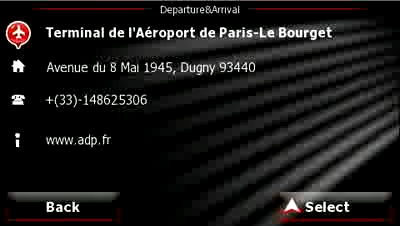 Departure&Arrival
Terminal de l'Aéroport de Paris-Le Bourget
Avenue du 8 Mai 1945, Dugny 93440
+(33)-148625306
www.adp.fr
Back
Select